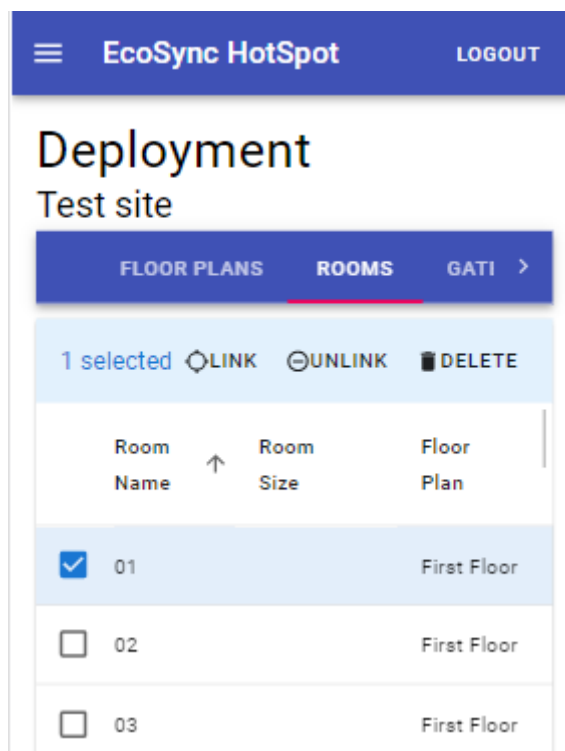 EcoSync HotSpot LOGOUT
Deployment
Test site
FLOOR PLANS ROOMS GATI
1 selected LINK UNLINK DELETE
Room Name Room Size Floor Plan
01 First Floor
02 First Floor
03 First Floor